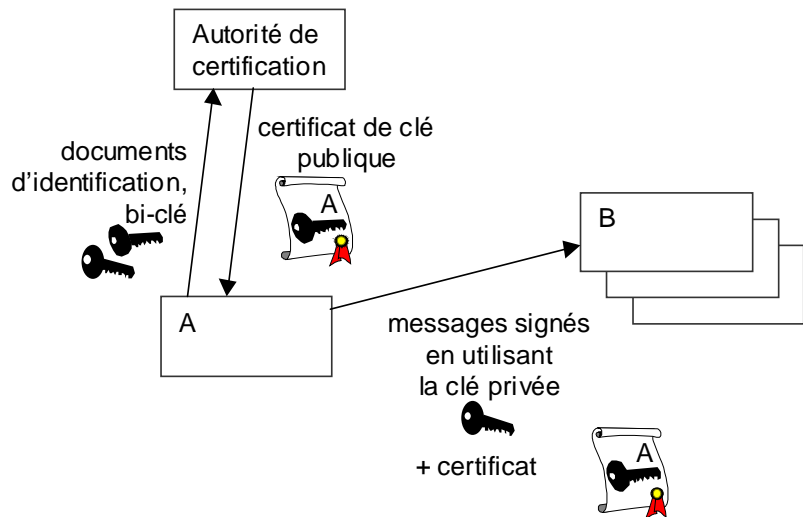 Autorité de
certification
documents
d'identification,
bi-clé
certificat de clé
publique
A
A
B
messages signés
en utilisant
la clé privée
+ certificat
A